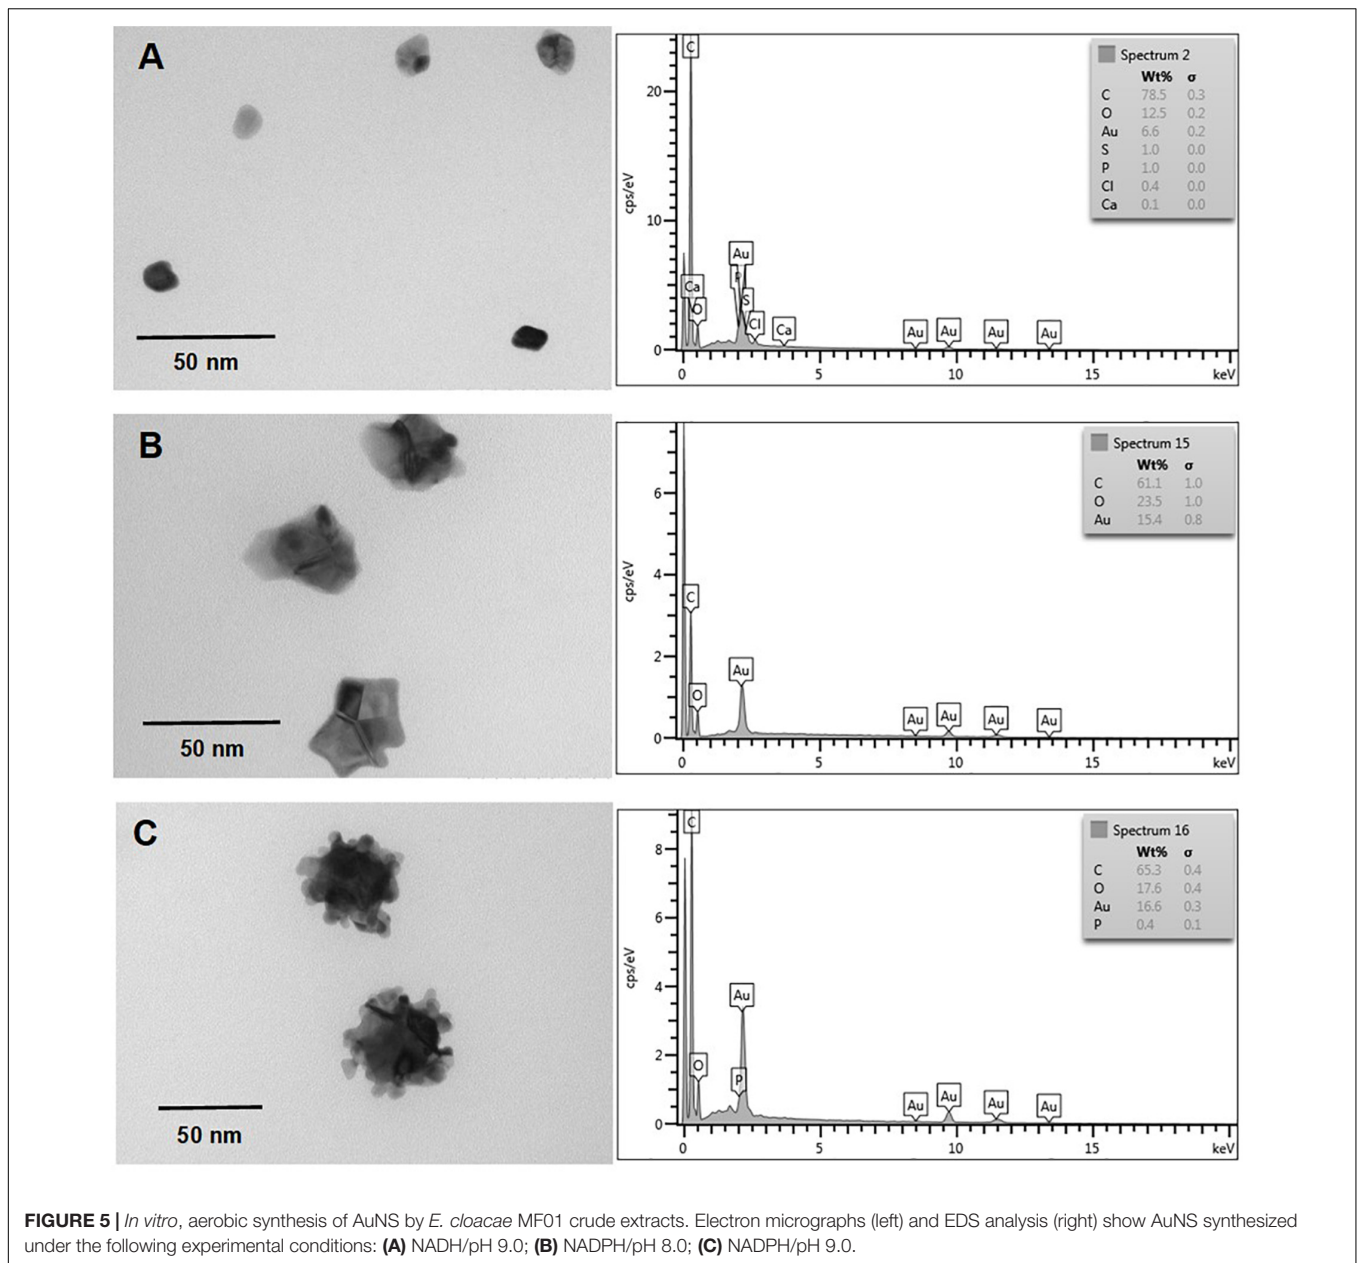 A
50 nm
C
Ca
O
P
Au
S
Cl
Ca
Au
Au
Au
Au
20
10
0
cps/eV
0 5 10 15 keV
Spectrum 2
Wt% σ
C 78.5 0.3
O 12.5 0.2
Au 6.6 0.2
S 1.0 0.0
P 1.0 0.0
Cl 0.4 0.0
Ca 0.1 0.0
B
50 nm
C
O
Au
Au
Au
Au
Au
6
4
2
0
cps/eV
0 5 10 15 keV
Spectrum 15
Wt% σ
C 61.1 1.0
O 23.5 1.0
Au 15.4 0.8
C
50 nm
C
O
P
Au
Au
Au
Au
Au
8
6
4
2
0
cps/eV
0 5 10 15 keV
Spectrum 16
Wt% σ
C 65.3 0.4
O 17.6 0.4
Au 16.6 0.3
P 0.4 0.1
FIGURE 5 | In vitro, aerobic synthesis of AuNS by E. cloacae MF01 crude extracts. Electron micrographs (left) and EDS analysis (right) show AuNS synthesized
under the following experimental conditions: (A) NADH/pH 9.0; (B) NADPH/pH 8.0; (C) NADPH/pH 9.0.